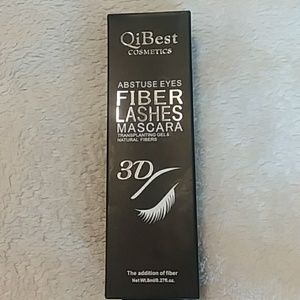 QiBest
COSMETICS
ABSTUSE EYES
FIBER
LASHES
MASCARA
TRANSPLANTING GEL&
NATURAL FIBERS
3D
The addition of fiber
Net Wt.8ml/0.27fl.oz.